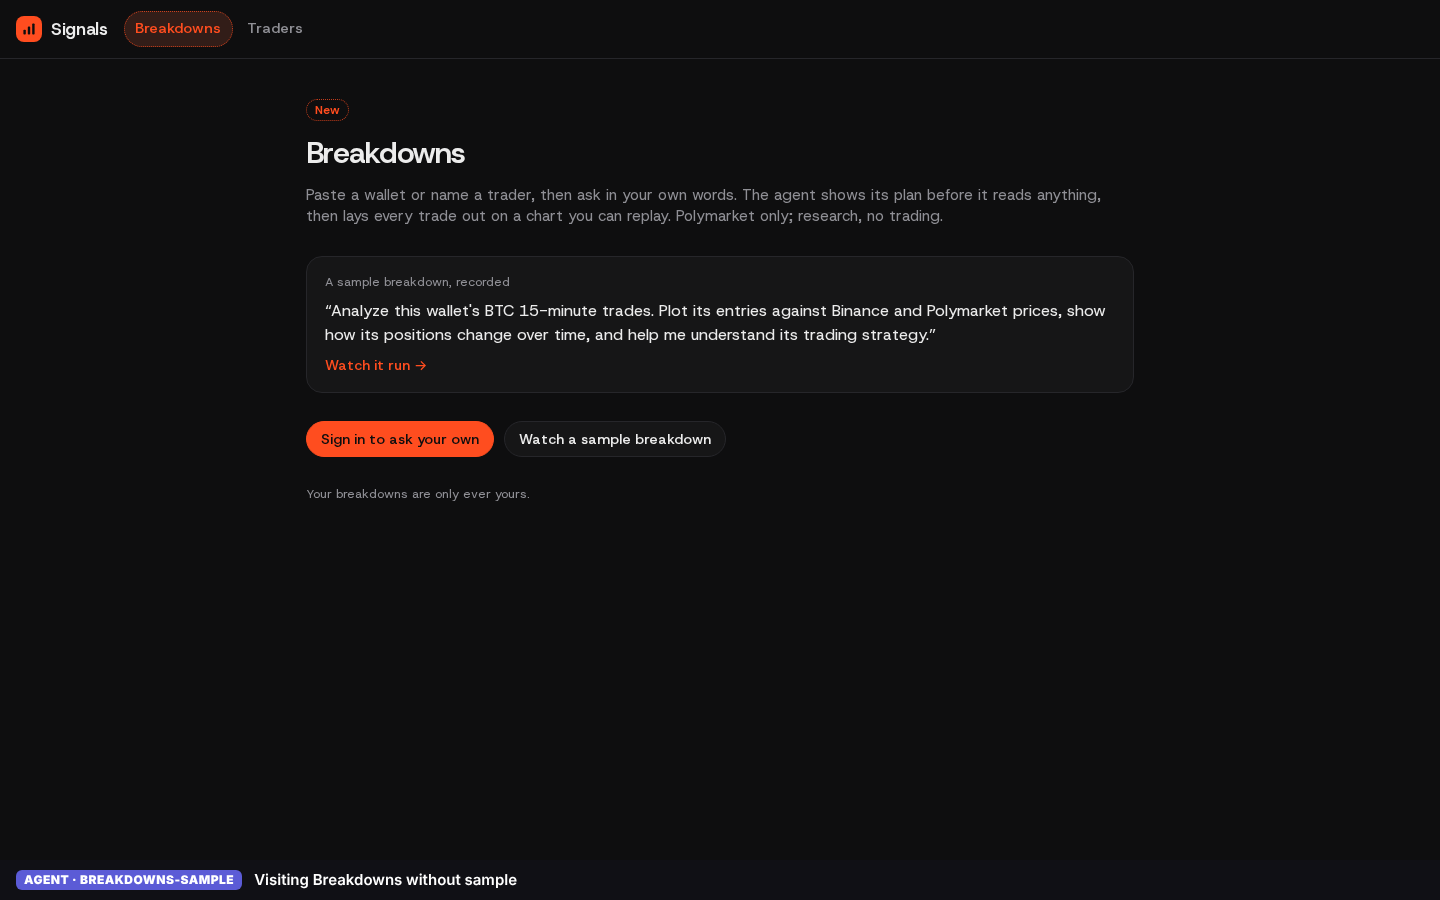 Signals
Breakdowns
Traders
New
Breakdowns
Paste a wallet or name a trader, then ask in your own words. The agent shows its plan before it reads anything,
then lays every trade out on a chart you can replay. Polymarket only; research, no trading.
A sample breakdown, recorded
“Analyze this wallet's BTC 15-minute trades. Plot its entries against Binance and Polymarket prices, show
how its positions change over time, and help me understand its trading strategy.”
Watch it run →
Sign in to ask your own
Watch a sample breakdown
Your breakdowns are only ever yours.
AGENT · BREAKDOWNS-SAMPLE
Visiting Breakdowns without sample